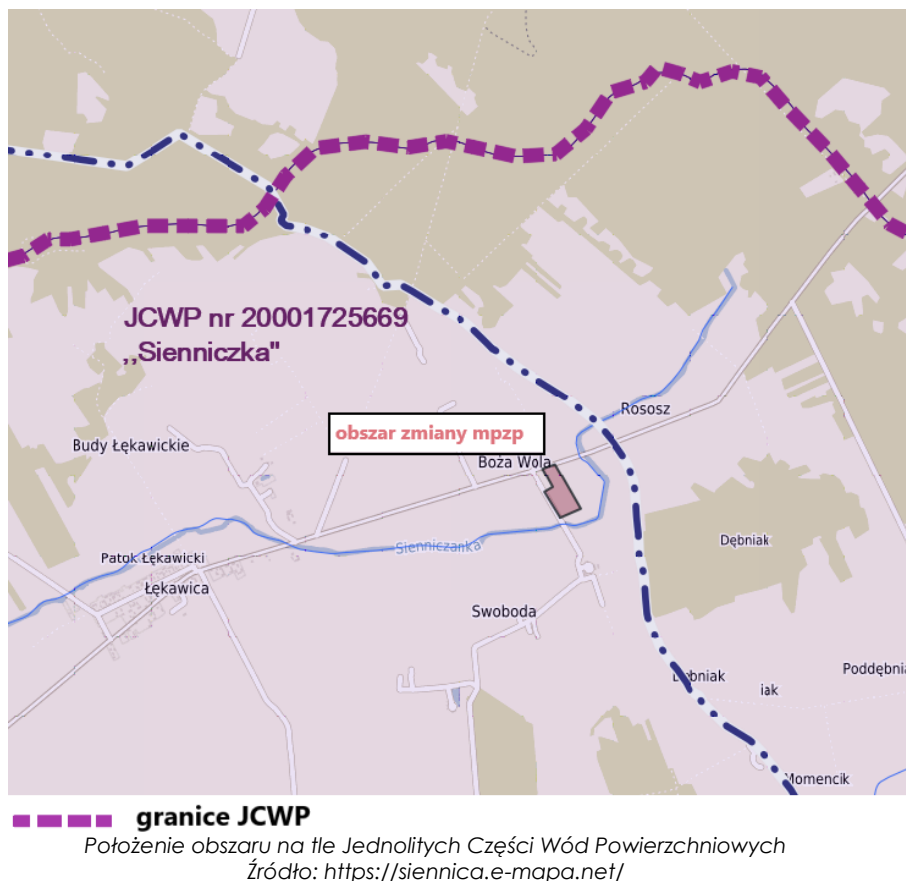 JCWP nr 20001725669
,,Sienniczka"
Rososz
obszar zmiany mpzp
Budy Łękawickie
Boża Wola
Dębniak
Sienniczanka
Patok Łękawicki
Łękawica
Swoboda
Dębniak
iak
Poddębnia
Momencik
granice JCWP
Położenie obszaru na tle Jednolitych Części Wód Powierzchniowych
Źródło: https://siennica.e-mapa.net/